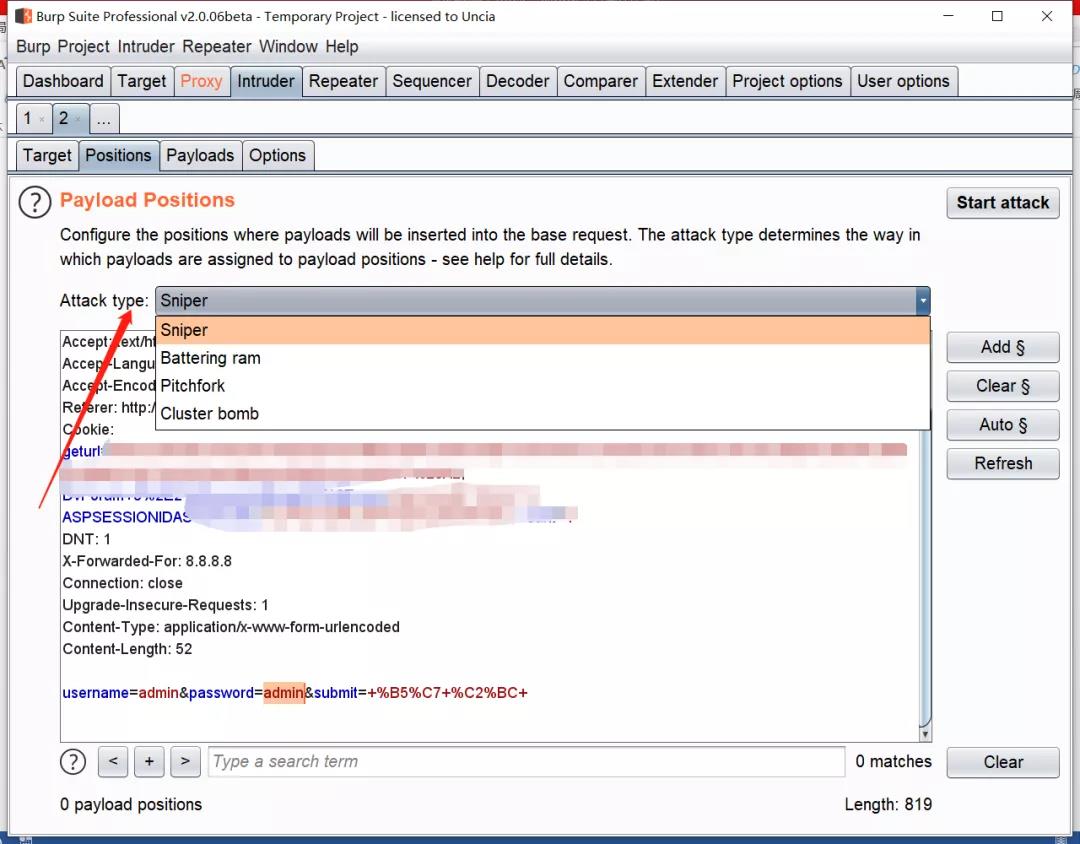 Burp Suite Professional v2.0.06beta - Temporary Project - licensed to Uncia
Burp Project Intruder Repeater Window Help
Dashboard Target Proxy Intruder Repeater Sequencer Decoder Comparer Extender Project options User options
1 × 2 × ...
Target Positions Payloads Options
? Payload Positions
Start attack
Configure the positions where payloads will be inserted into the base request. The attack type determines the way in
which payloads are assigned to payload positions - see help for full details.
Attack type: Sniper
Sniper
Battering ram
Pitchfork
Cluster bomb
Accept: text/ht
Accept-Langu
Accept-Encod
Referer: http:/
Cookie:
geturl=
ASPSESSIONIDAS
DNT: 1
X-Forwarded-For: 8.8.8.8
Connection: close
Upgrade-Insecure-Requests: 1
Content-Type: application/x-www-form-urlencoded
Content-Length: 52
username=admin&password=admin&submit=+%B5%C7+%C2%BC+
Add §
Clear §
Auto §
Refresh
? < + > Type a search term 0 matches Clear
0 payload positions Length: 819